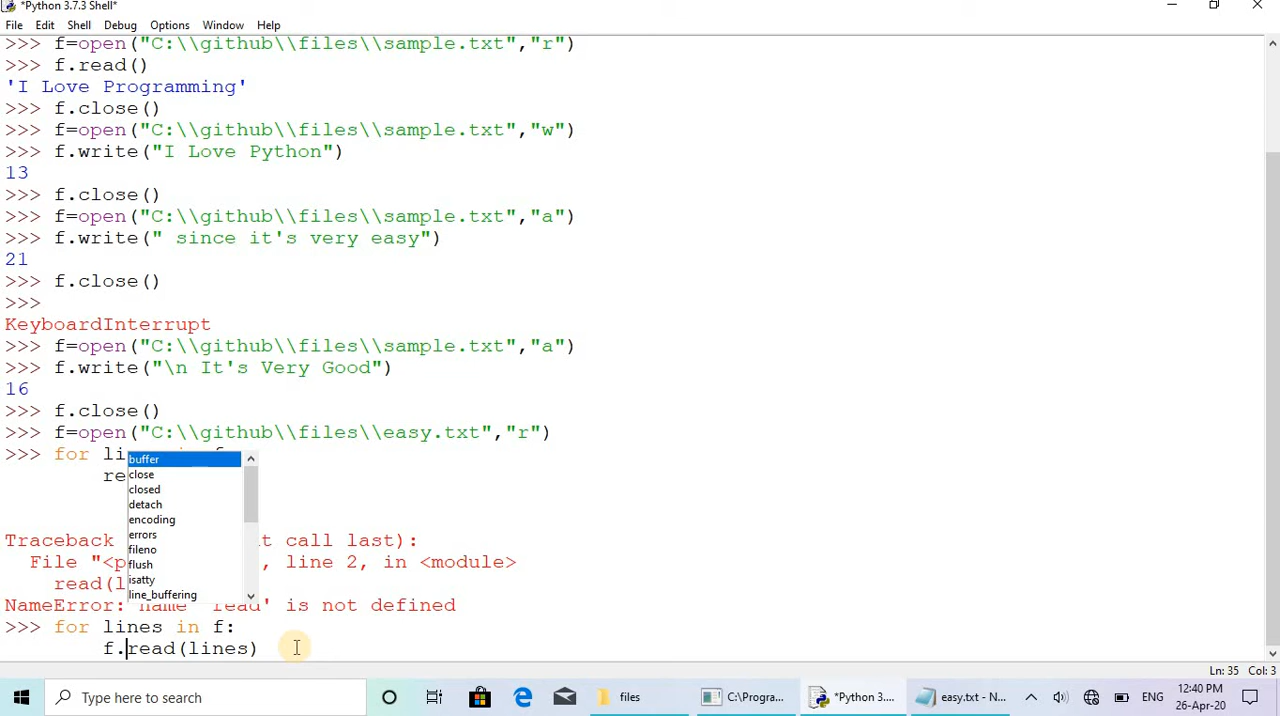 *Python 3.7.3 Shell*
File Edit Shell Debug Options Window Help
>>> f=open("C:\\github\\files\\sample.txt","r")
>>> f.read()
'I Love Programming'
>>> f.close()
>>> f=open("C:\\github\\files\\sample.txt","w")
>>> f.write("I Love Python")
13
>>> f.close()
>>> f=open("C:\\github\\files\\sample.txt","a")
>>> f.write(" since it's very easy")
21
>>> f.close()
>>>
KeyboardInterrupt
>>> f=open("C:\\github\\files\\sample.txt","a")
>>> f.write("\n It's Very Good")
16
>>> f.close()
>>> f=open("C:\\github\\files\\easy.txt","r")
>>> for
buffer
close
closed
detach
encoding
errors
fileno
flush
isatty
line_buffering
Traceback t call last):
File , line 2, in <module>
NameError: name 'read' is not defined
>>> for lines in f:
f.read(lines)
Ln: 35 Col: 3
Type here to search
files
C:\Progra...
*Python 3....
easy.txt - N...
ENG
12:40 PM
26-Apr-20